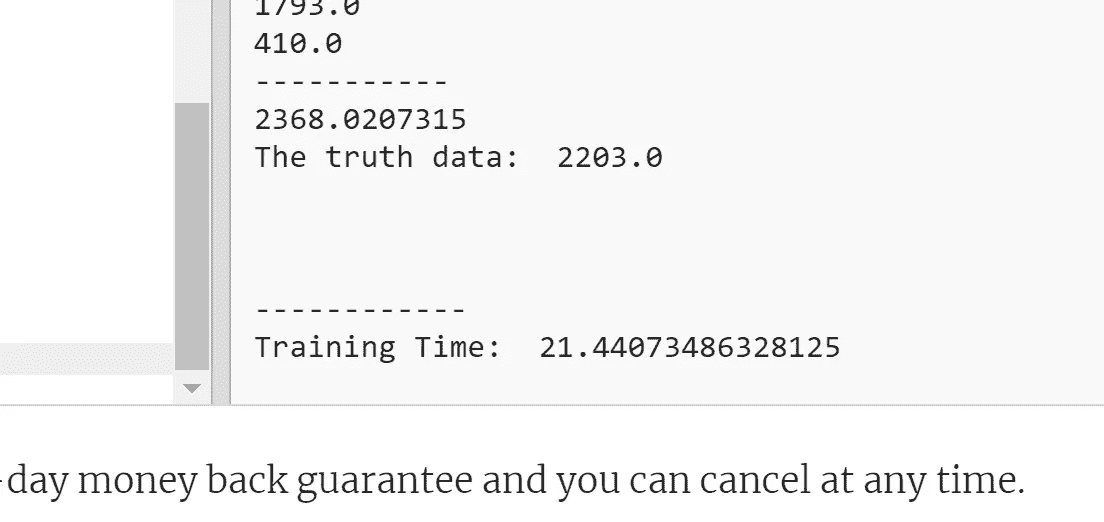 1793.0
410.0
-----------
2368.0207315
The truth data:  2203.0
------------
Training Time:  21.44073486328125
-day money back guarantee and you can cancel at any time.